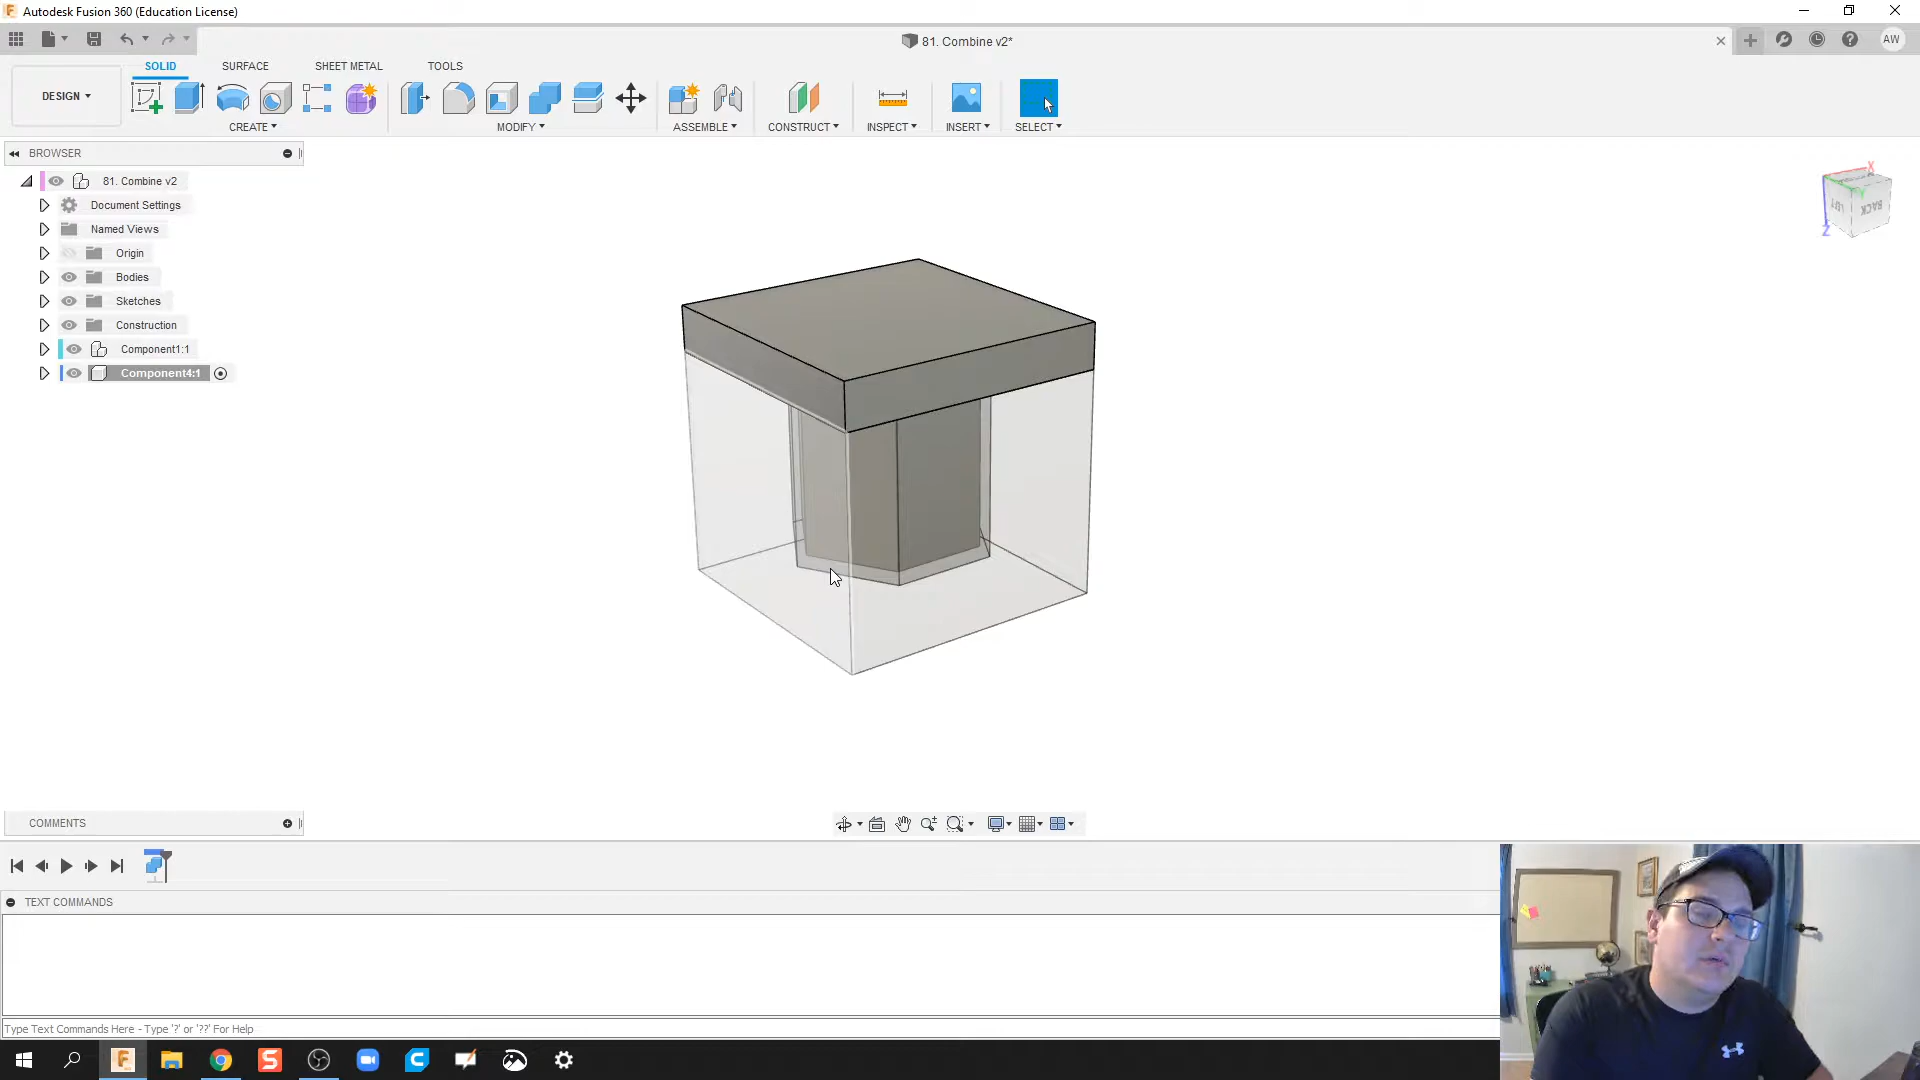 Autodesk Fusion 360 (Education License)
81. Combine v2*
AW
DESIGN
SOLID
SURFACE
SHEET METAL
TOOLS
CREATE
MODIFY
ASSEMBLE
CONSTRUCT
INSPECT
INSERT
SELECT
BROWSER
81. Combine v2
Document Settings
Named Views
Origin
Bodies
Sketches
Construction
Component1:1
Component4:1
X
Y
Z
BACK
COMMENTS
TEXT COMMANDS
Type Text Commands Here - Type '?' or '??' For Help